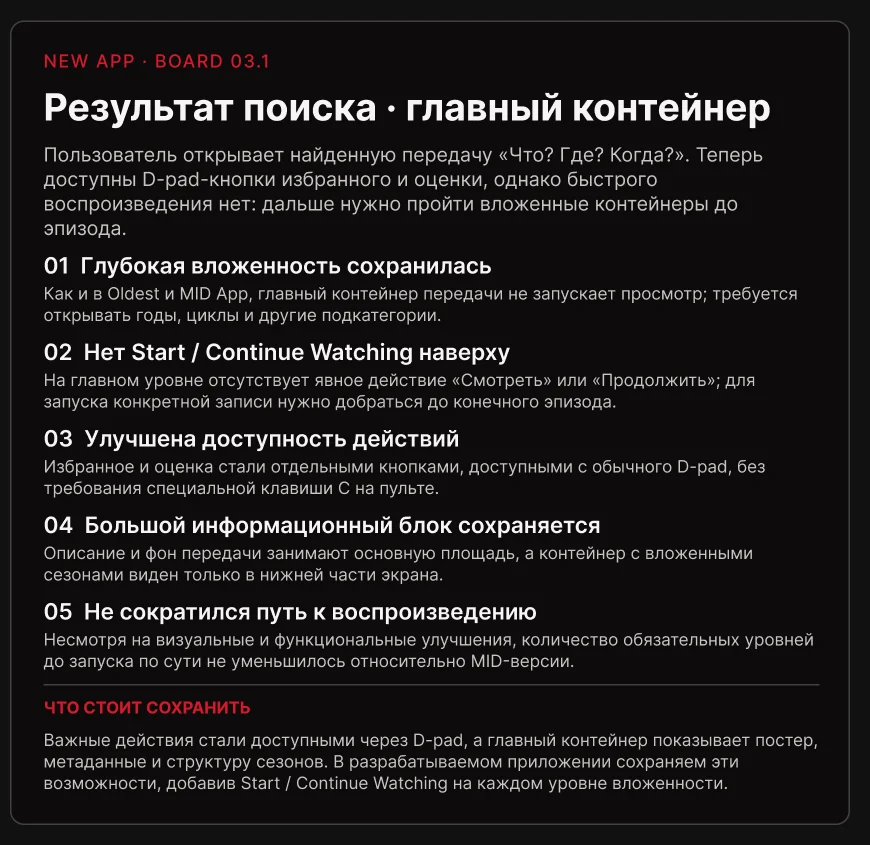 NEW APP · BOARD 03.1
Результат поиска · главный контейнер
Пользователь открывает найденную передачу «Что? Где? Когда?». Теперь
доступны D-pad-кнопки избранного и оценки, однако быстрого
воспроизведения нет: дальше нужно пройти вложенные контейнеры до
эпизода.
01 Глубокая вложенность сохранилась
Как и в Oldest и MID App, главный контейнер передачи не запускает просмотр; требуется
открывать годы, циклы и другие подкатегории.
02 Нет Start / Continue Watching наверху
На главном уровне отсутствует явное действие «Смотреть» или «Продолжить»; для
запуска конкретной записи нужно добраться до конечного эпизода.
03 Улучшена доступность действий
Избранное и оценка стали отдельными кнопками, доступными с обычного D-pad, без
требования специальной клавиши C на пульте.
04 Большой информационный блок сохраняется
Описание и фон передачи занимают основную площадь, а контейнер с вложенными
сезонами виден только в нижней части экрана.
05 Не сократился путь к воспроизведению
Несмотря на визуальные и функциональные улучшения, количество обязательных уровней
до запуска по сути не уменьшилось относительно MID-версии.
ЧТО СТОИТ СОХРАНИТЬ
Важные действия стали доступными через D-pad, а главный контейнер показывает постер,
метаданные и структуру сезонов. В разрабатываемом приложении сохраняем эти
возможности, добавив Start / Continue Watching на каждом уровне вложенности.